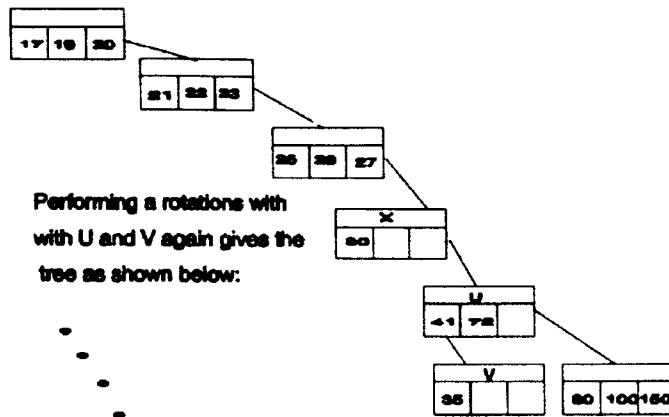 17 19 20
21 22 23
25 26 27
Performing a rotations with
with U and V again gives the
tree as shown below:
X
30
U
41 72
V
35
80 100 150